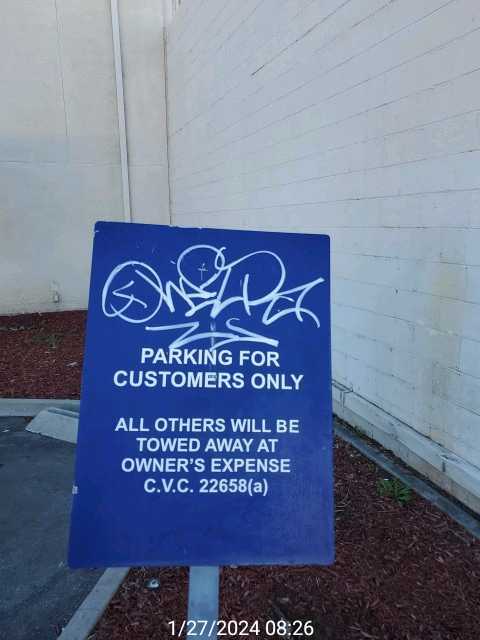 PARKING FOR
CUSTOMERS ONLY
ALL OTHERS WILL BE
TOWED AWAY AT
OWNER'S EXPENSE
C.V.C. 22658(a)
1/27/2024 08:26